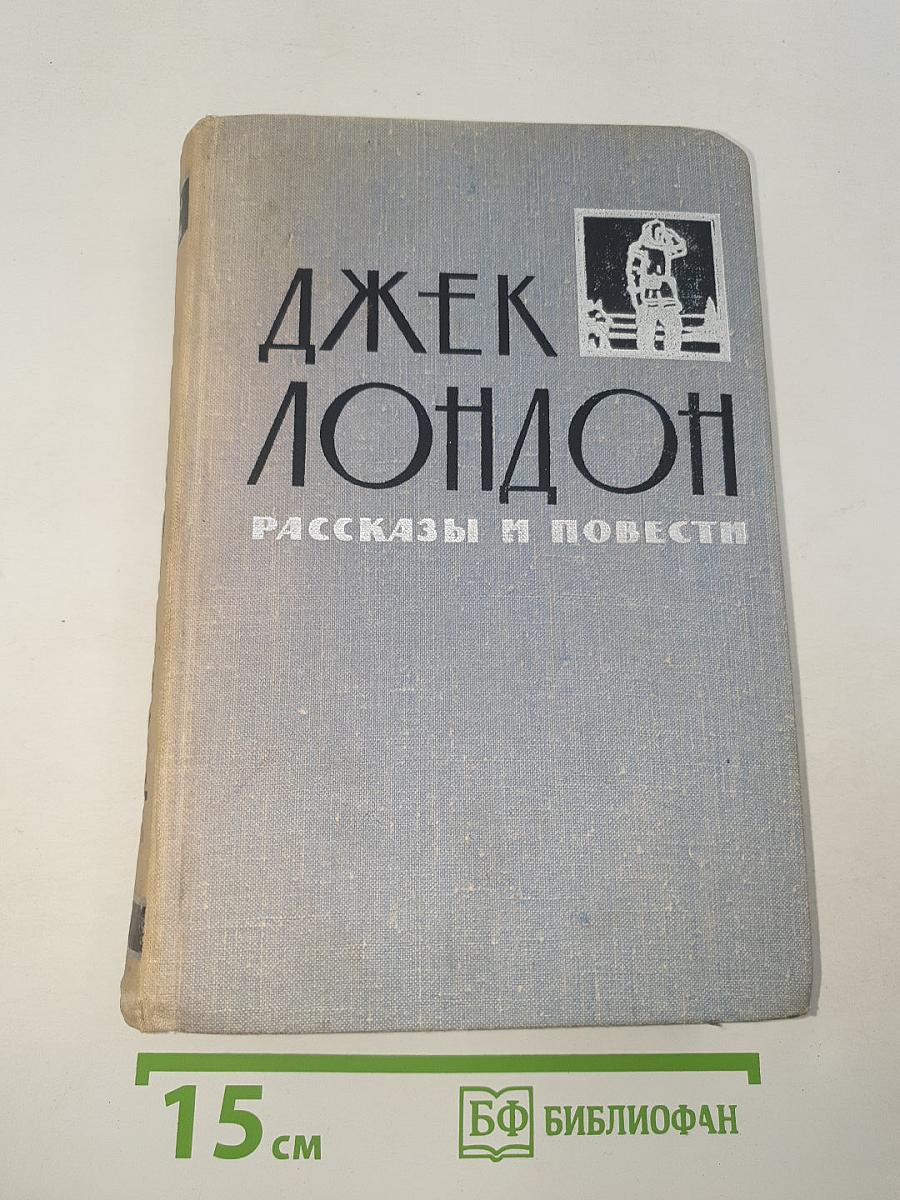 ДЖЕК
ЛОНДОН
РАССКАЗЫ И ПОВЕСТИ
15 см
БФ БИБЛИОФАН